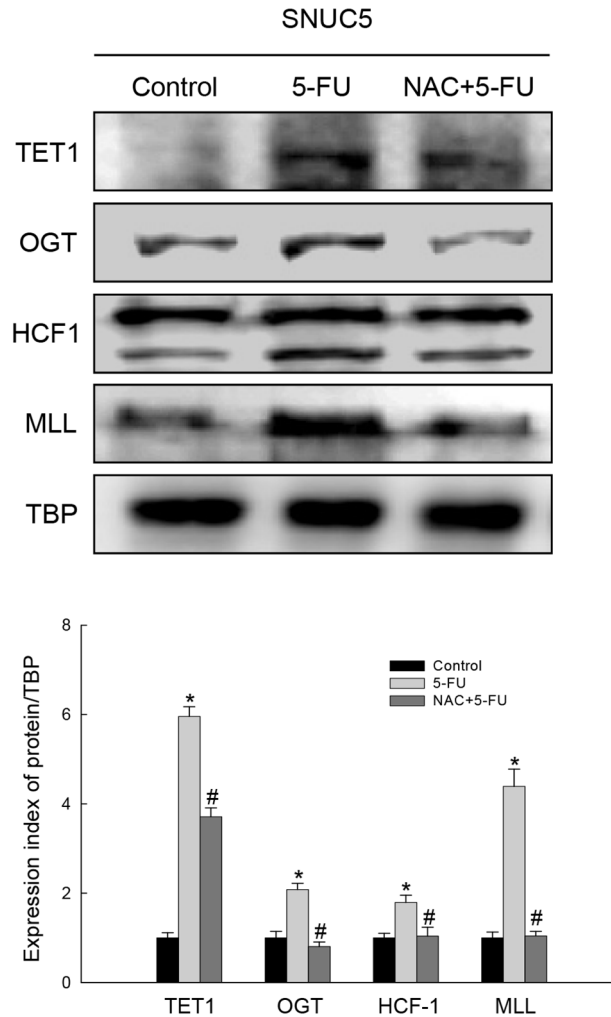 SNUC5
Control 5-FU NAC+5-FU
TET1
OGT
HCF1
MLL
TBP
Expression index of protein/TBP
8
6
4
2
0
Control
5-FU
NAC+5-FU
* # * # * # * #
TET1 OGT HCF-1 MLL